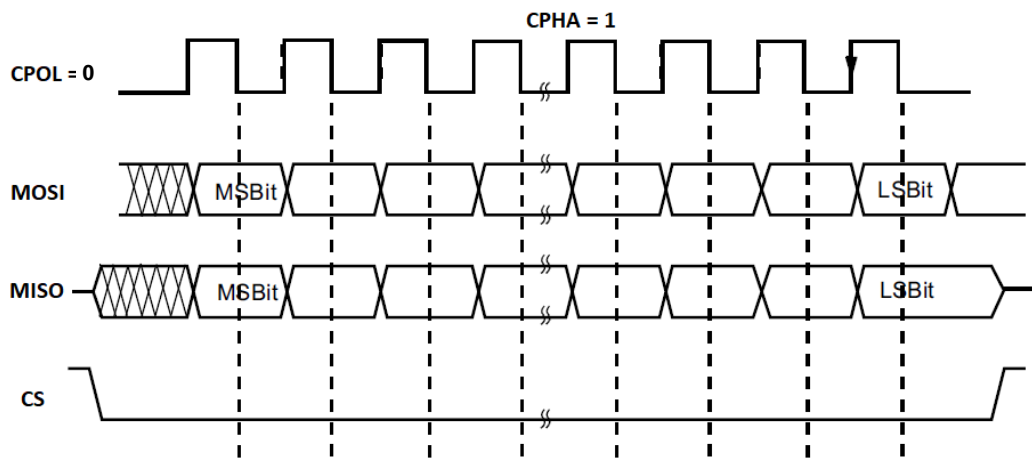 CPHA = 1
CPOL = 0
MOSI
MSBit
LSBit
MISO
MSBit
LSBit
CS